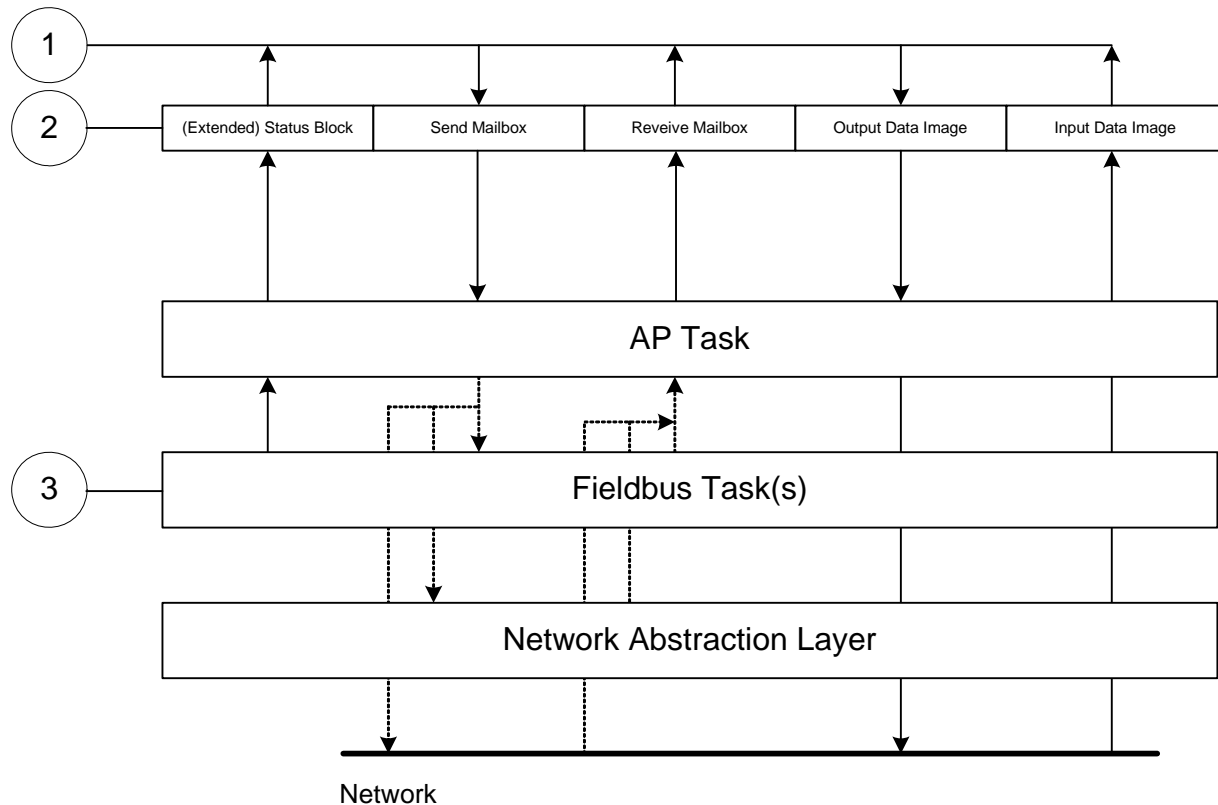 1
2
(Extended) Status Block
Send Mailbox
Reveive Mailbox
Output Data Image
Input Data Image
AP Task
3
Fieldbus Task(s)
Network Abstraction Layer
Network